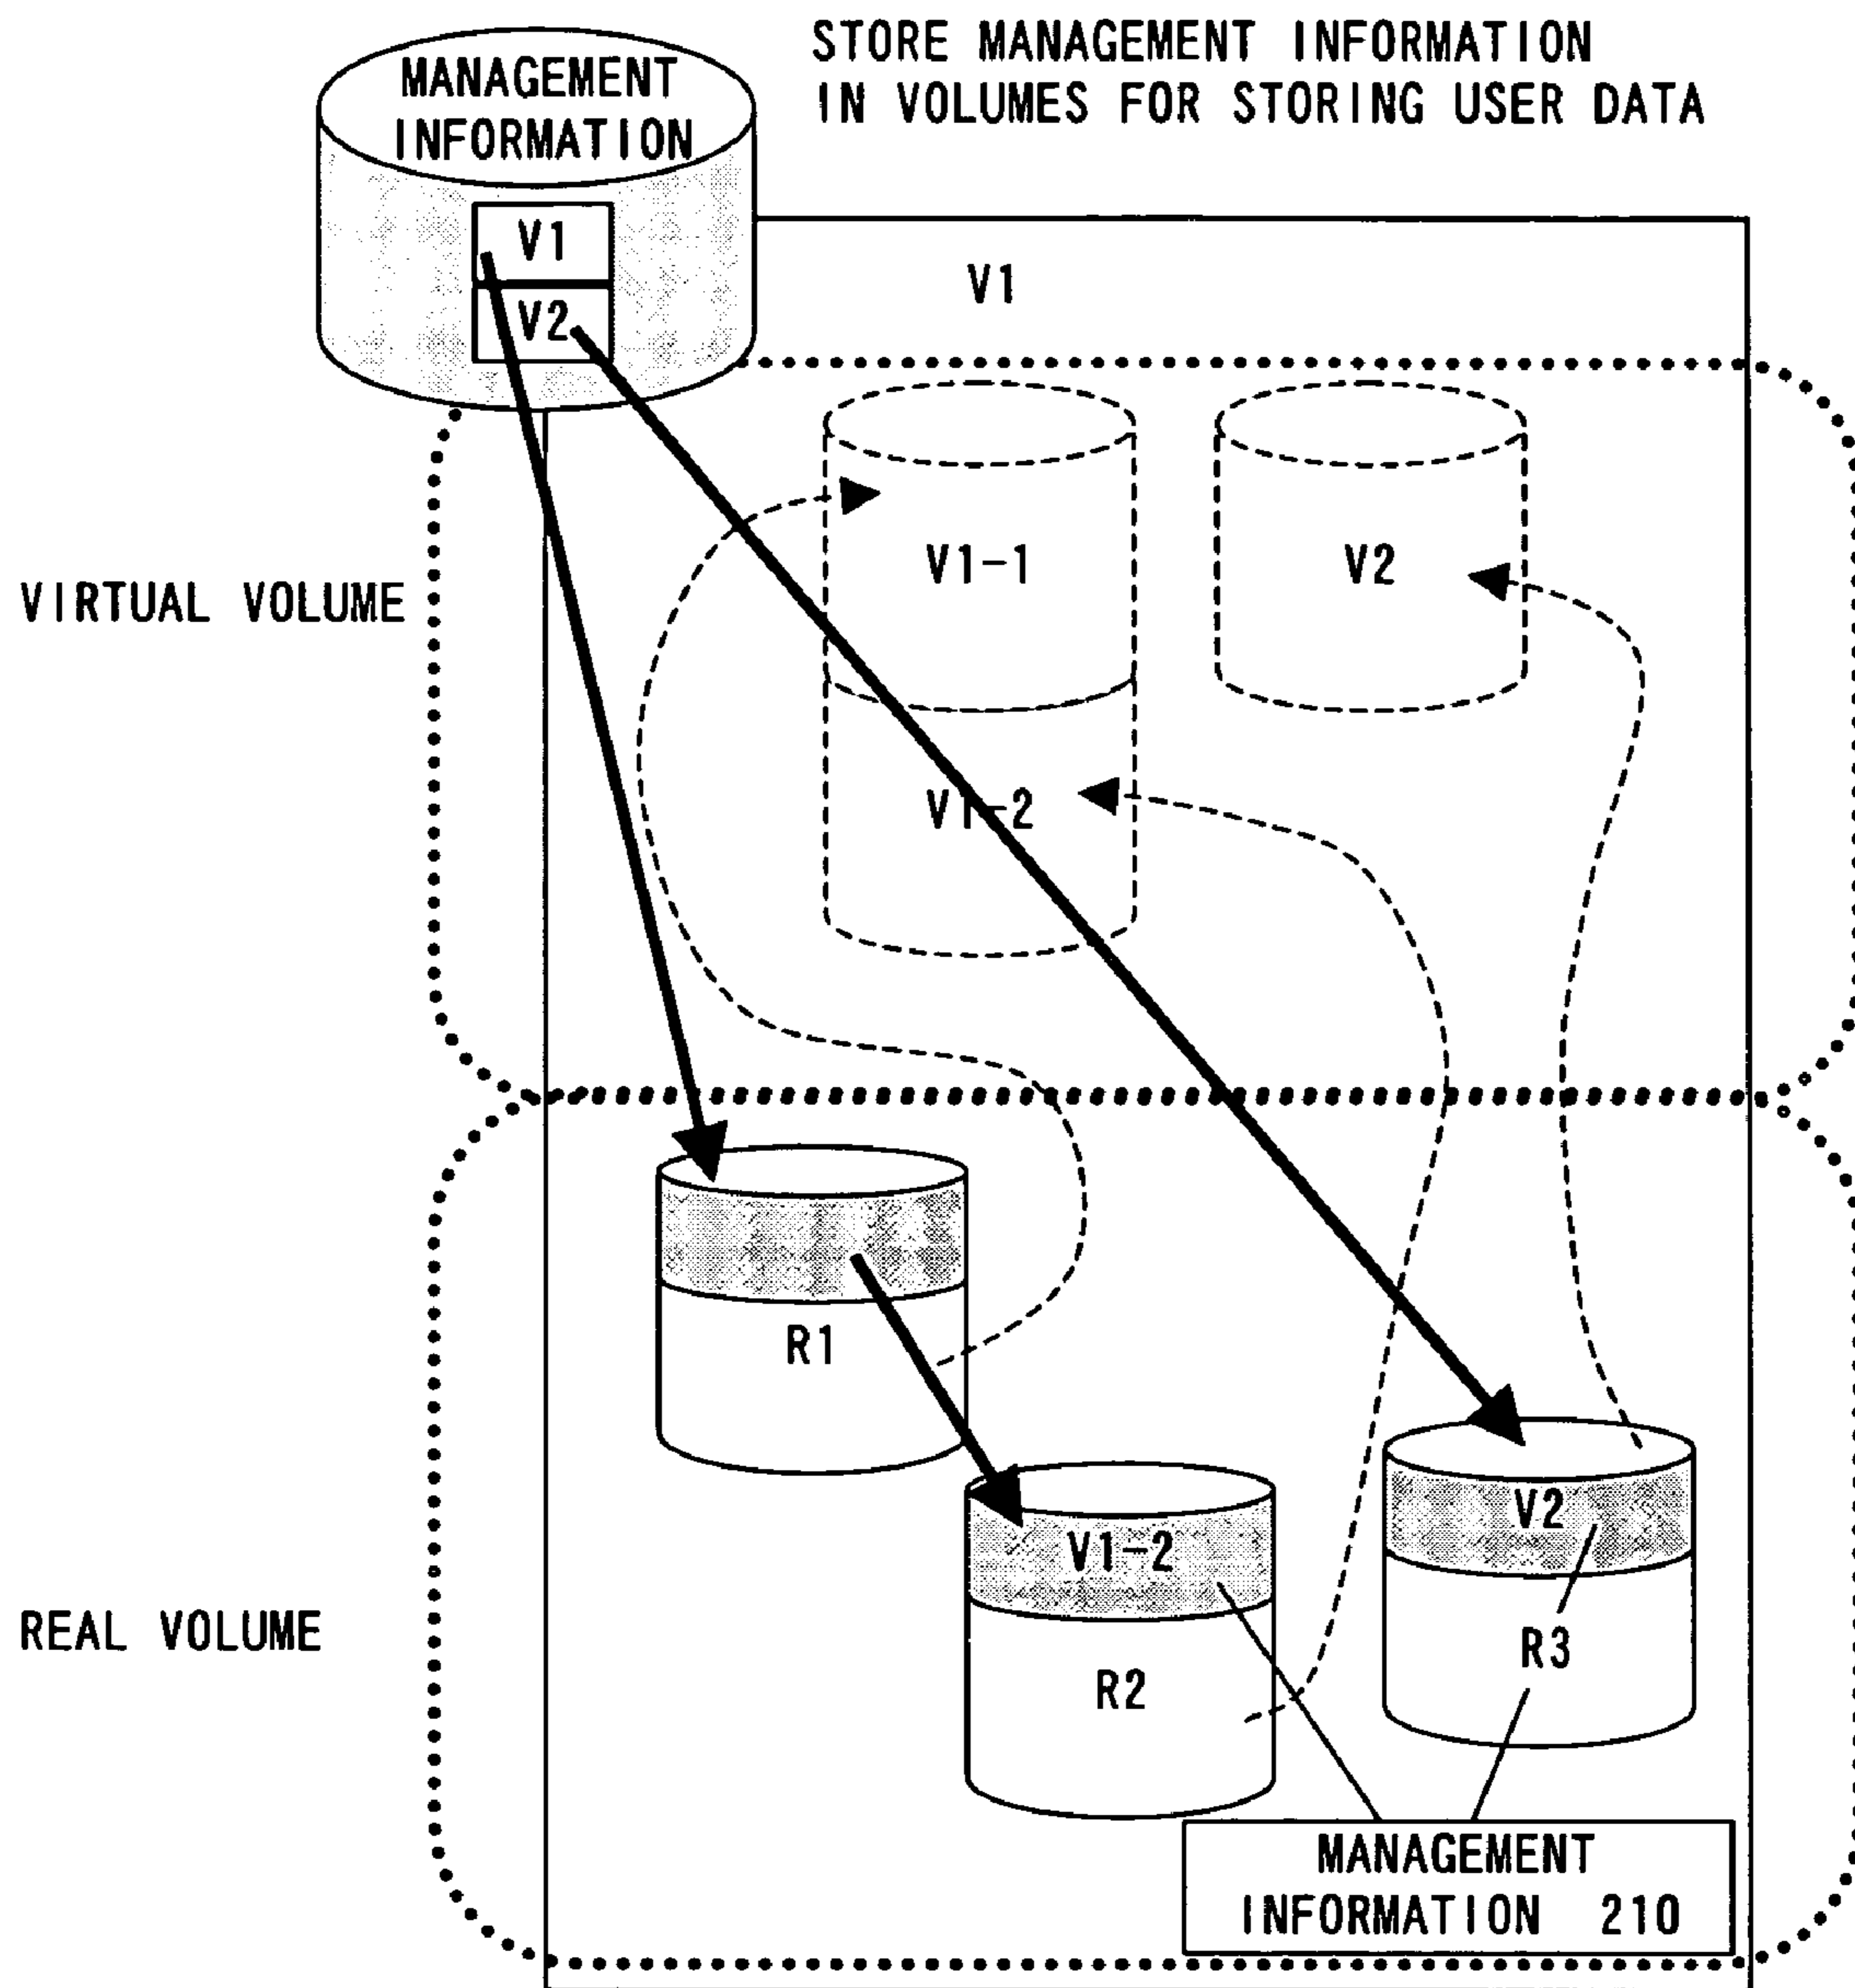 STORE MANAGEMENT INFORMATION
IN VOLUMES FOR STORING USER DATA
MANAGEMENT
INFORMATION
V1
V2
V1
VIRTUAL VOLUME
V1-1
V2
V1-2
R1
V1-2
V2
REAL VOLUME
R2
R3
MANAGEMENT
INFORMATION 210